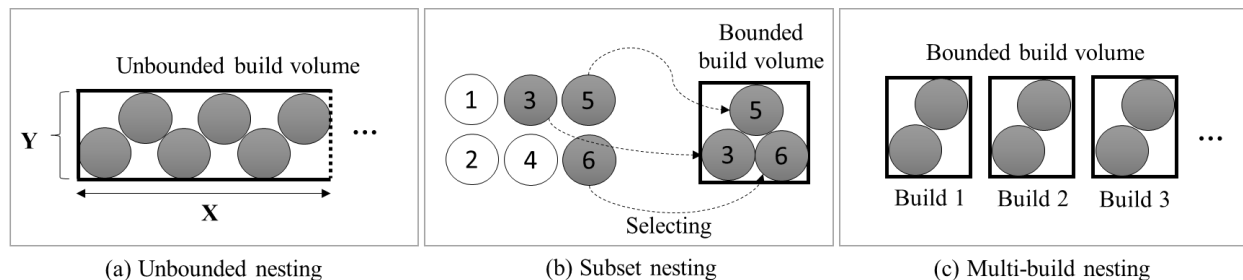 Unbounded build volume
Y
...
X
(a) Unbounded nesting
Bounded
build volume
1 3 5
5
2 4 6
3 6
Selecting
(b) Subset nesting
Bounded build volume
...
Build 1 Build 2 Build 3
(c) Multi-build nesting